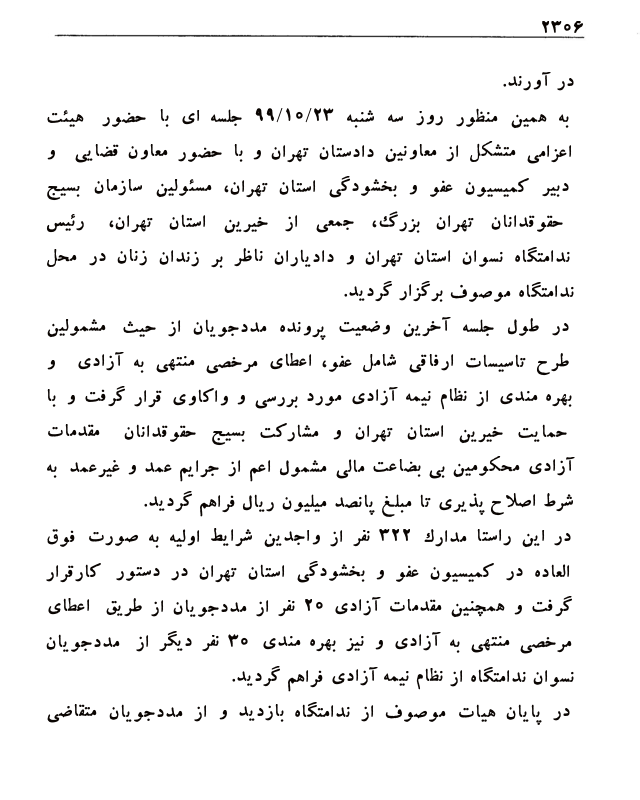 ۲۳۰۶
در آورند.
به همین منظور روز سه شنبه ۹۹/۱۰/۲۳ جلسه ای با حضور هیئت
اعزامی متشکل از معاونین دادستان تهران و با حضور معاون قضایی و
دبیر کمیسیون عفو و بخشودگی استان تهران، مسئولین سازمان بسیج
حقوقدانان تهران بزرگ، جمعی از خیرین استان تهران، رئیس
ندامتگاه نسوان استان تهران و دادیاران ناظر بر زندان زنان در محل
ندامتگاه موصوف برگزار گردید.
در طول جلسه آخرین وضعیت پرونده مددجویان از حیث مشمولین
طرح تاسیسات ارفاقی شامل عفو، اعطای مرخصی منتهی به آزادی و
بهره مندی از نظام نیمه آزادی مورد بررسی و واکاوی قرار گرفت و با
حمایت خیرین استان تهران و مشارکت بسیج حقوقدانان مقدمات
آزادی محکومین بی بضاعت مالی مشمول اعم از جرایم عمد و غیرعمد به
شرط اصلاح پذیری تا مبلغ پانصد میلیون ریال فراهم گردید.
در این راستا مدارک ۳۲۲ نفر از واجدین شرایط اولیه به صورت فوق
العاده در کمیسیون عفو و بخشودگی استان تهران در دستور کارقرار
گرفت و همچنین مقدمات آزادی ۲۰ نفر از مددجویان از طریق اعطای
مرخصی منتهی به آزادی و نیز بهره مندی ۳۰ نفر دیگر از مددجویان
نسوان ندامتگاه از نظام نیمه آزادی فراهم گردید.
در پایان هیات موصوف از ندامتگاه بازدید و از مددجویان متقاضی